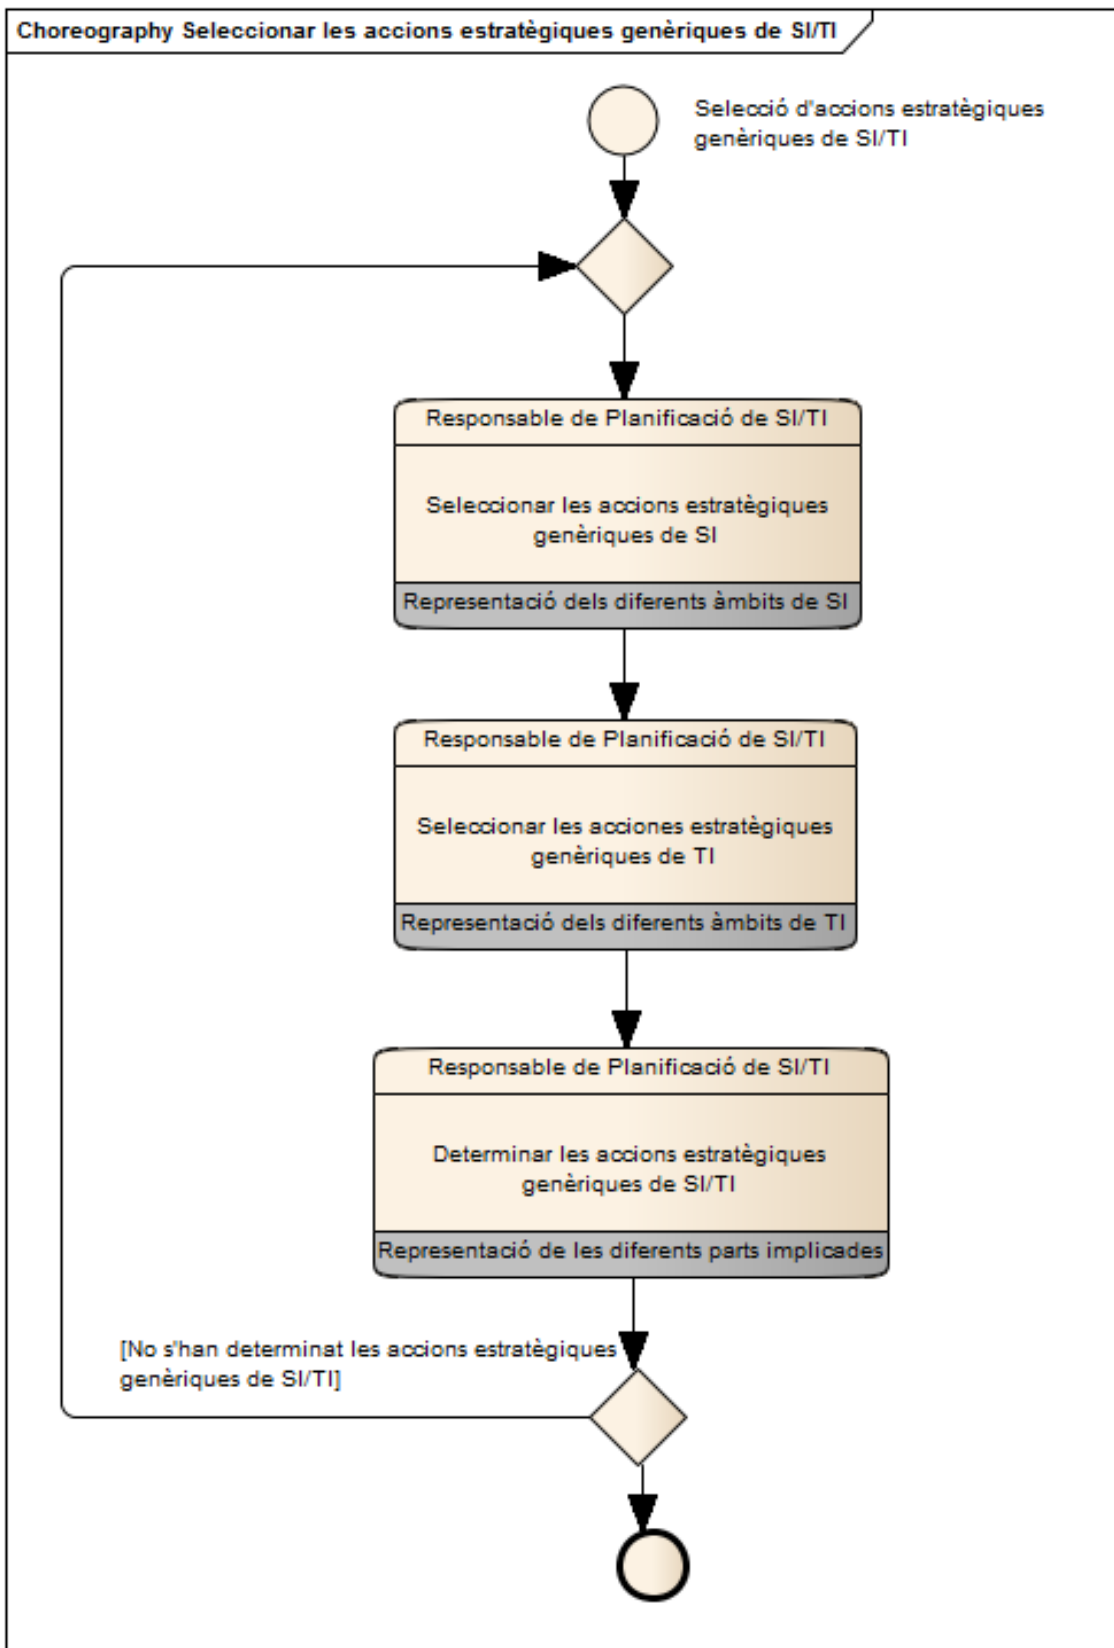 Choreography Seleccionar les accions estratègiques genèriques de SI/TI
Selecció d'accions estratègiques
genèriques de SI/TI
Responsable de Planificació de SI/TI
Seleccionar les accions estratègiques
genèriques de SI
Representació dels diferents àmbits de SI
Responsable de Planificació de SI/TI
Seleccionar les acciones estratègiques
genèriques de TI
Representació dels diferents àmbits de TI
Responsable de Planificació de SI/TI
Determinar les accions estratègiques
genèriques de SI/TI
Representació de les diferents parts implicades
[No s'han determinat les accions estratègiques
genèriques de SI/TI]